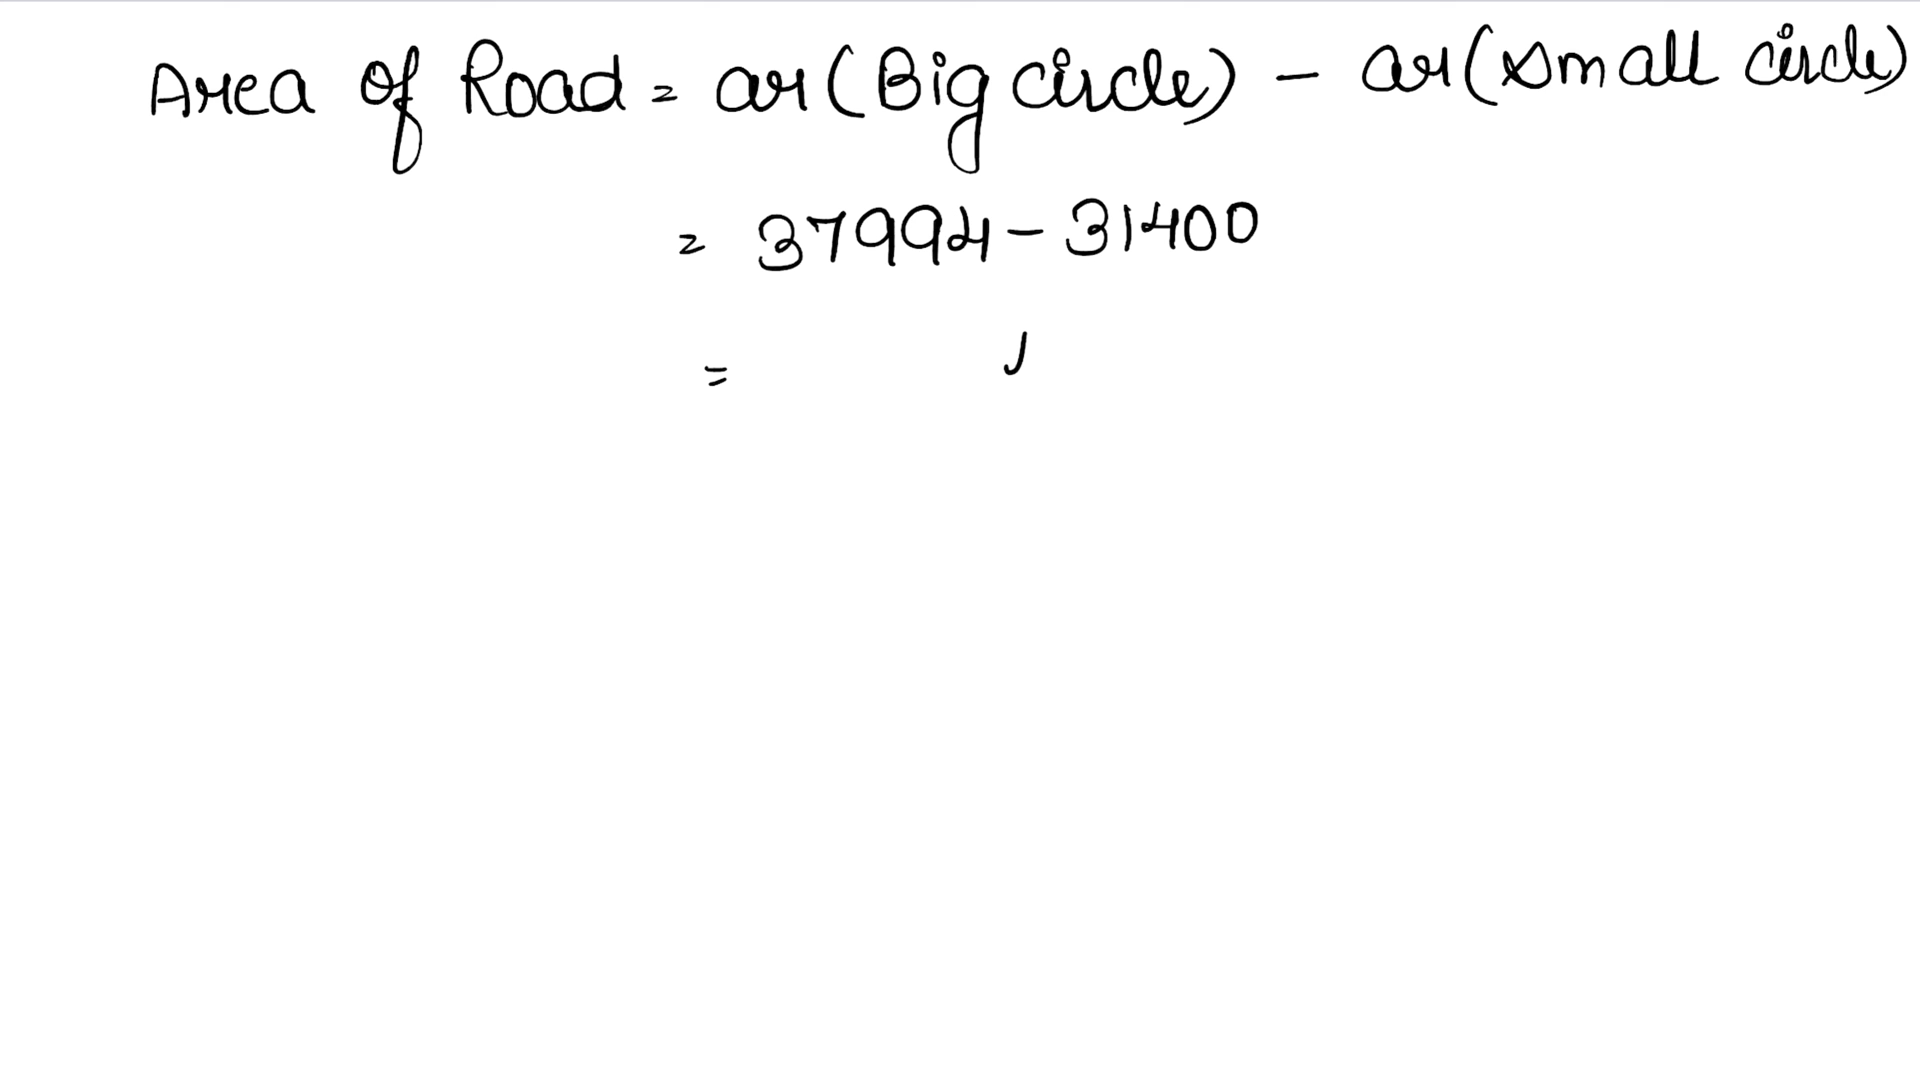 Area of Road = ar (Big circle) - ar (small circle)
= 37994 - 31400
=